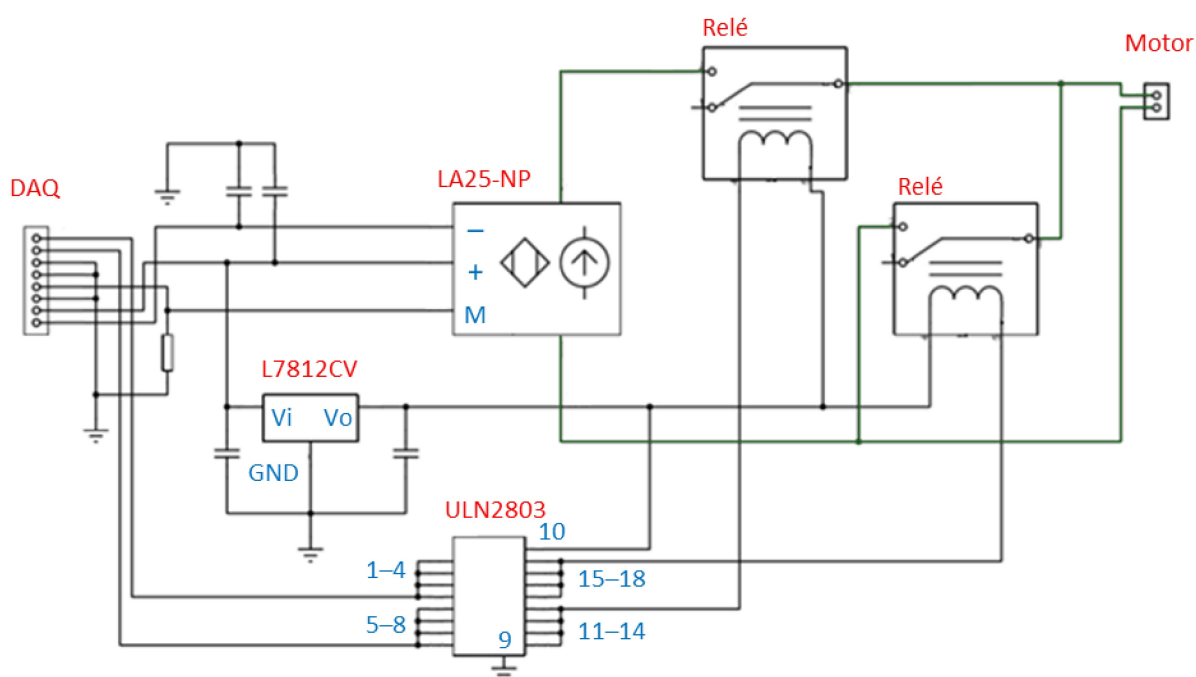 Relé
Motor
DAQ
LA25-NP
Relé
–
+
M
L7812CV
Vi Vo
GND
ULN2803
10
1–4
15–18
5–8
9
11–14